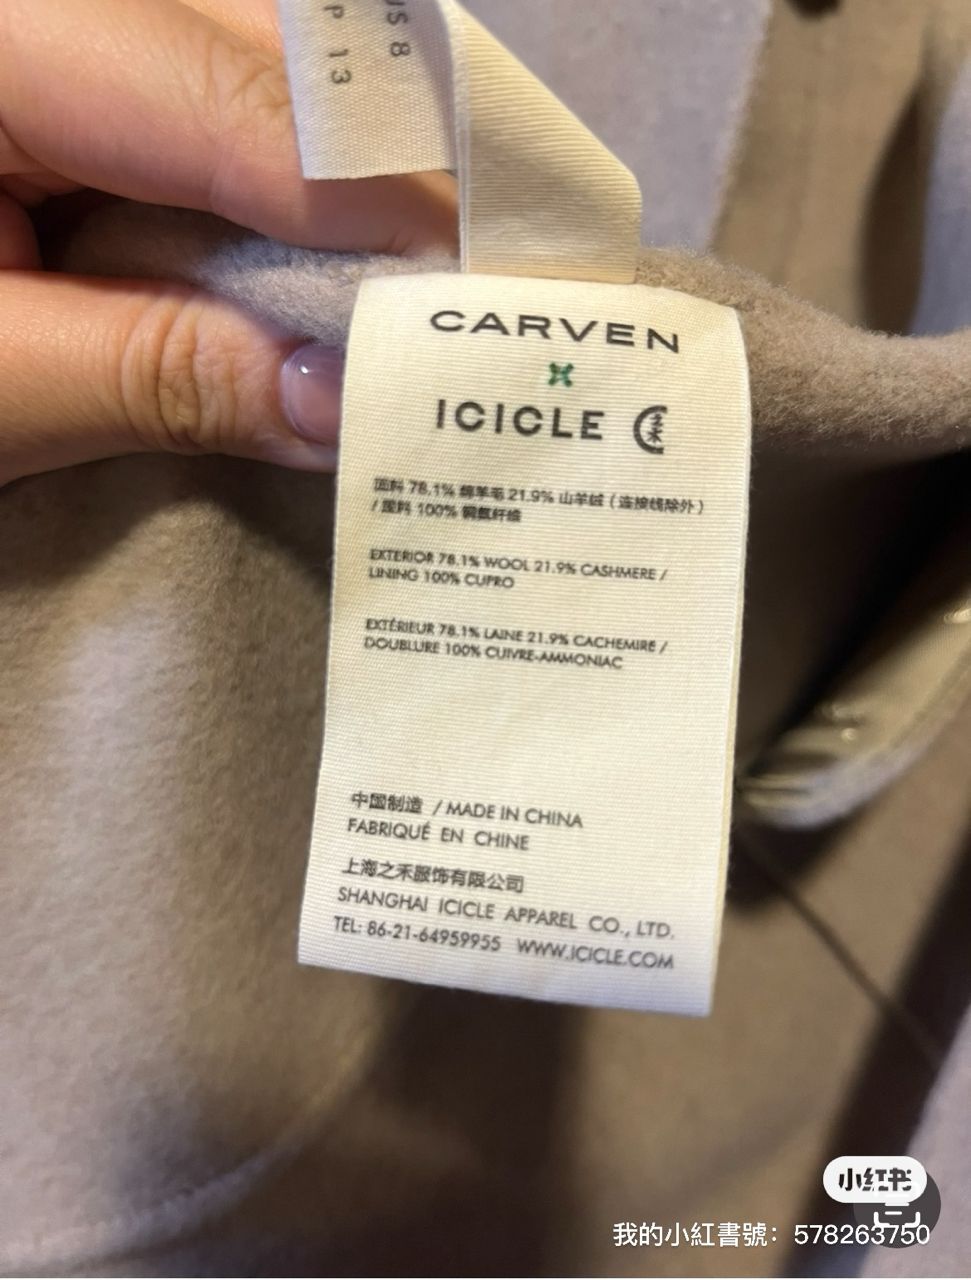 US 8
P 13
CARVEN
X
ICICLE 之禾
面料 78.1% 绵羊毛 21.9% 山羊绒（连接线除外）
/ 里料 100% 铜氨纤维
EXTERIOR 78.1% WOOL 21.9% CASHMERE /
LINING 100% CUPRO
EXTÉRIEUR 78.1% LAINE 21.9% CACHEMIRE /
DOUBLURE 100% CUIVRE-AMMONIAC
中国制造 / MADE IN CHINA
FABRIQUÉ EN CHINE
上海之禾服饰有限公司
SHANGHAI ICICLE APPAREL CO., LTD.
TEL: 86-21-64959955 WWW.ICICLE.COM
小红书
我的小紅書號：578263750